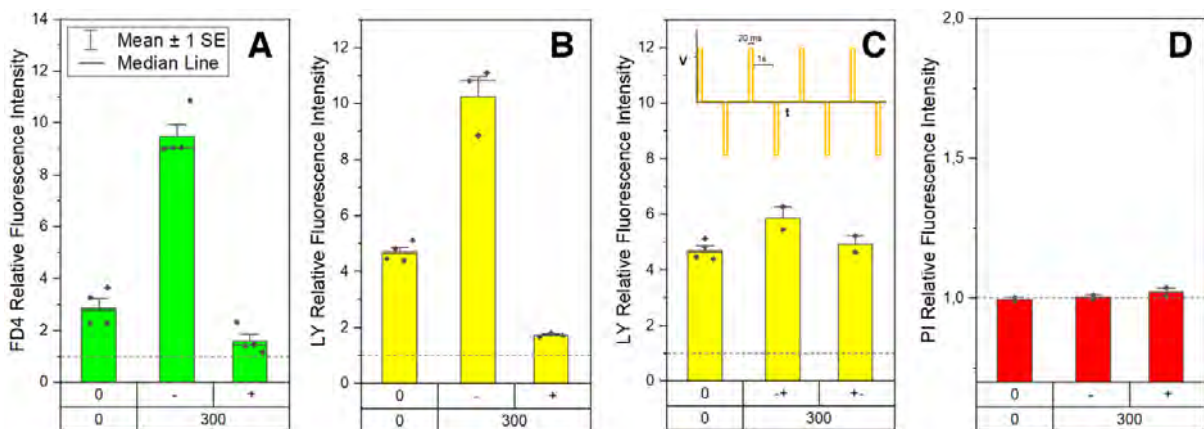 A
FD4 Relative Fluorescence Intensity
14
12
10
8
6
4
2
0
Mean ± 1 SE
Median Line
0 - +
0 300
B
LY Relative Fluorescence Intensity
12
10
8
6
4
2
0
0 - +
0 300
C
LY Relative Fluorescence Intensity
12
10
8
6
4
2
0
V
20 ms
1s
t
0 -+ +-
0 300
D
PI Relative Fluorescence Intensity
2,0
1,5
1,0
0 - +
0 300